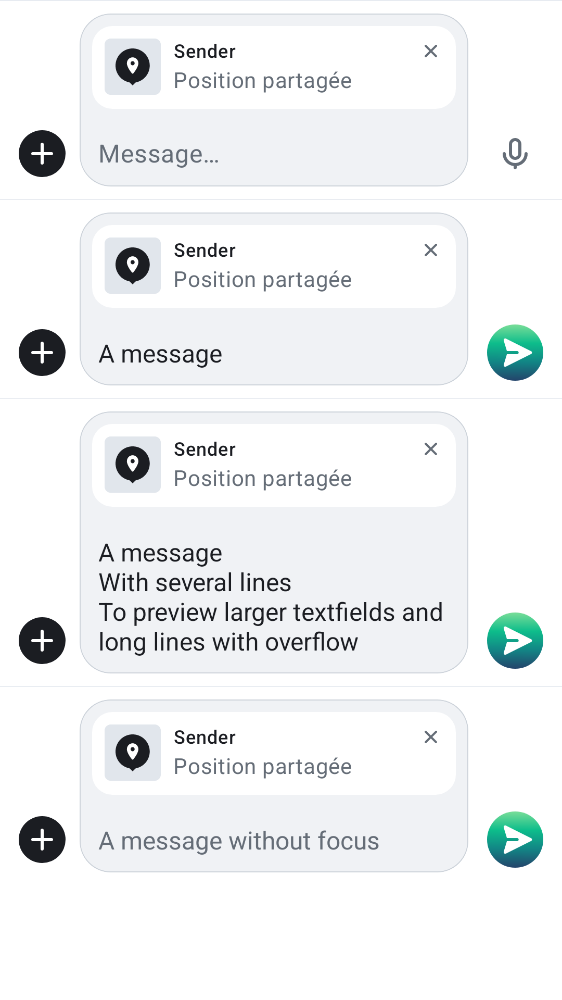 Sender
Position partagée
Message…
Sender
Position partagée
A message
Sender
Position partagée
A message
With several lines
To preview larger textfields and
long lines with overflow
Sender
Position partagée
A message without focus